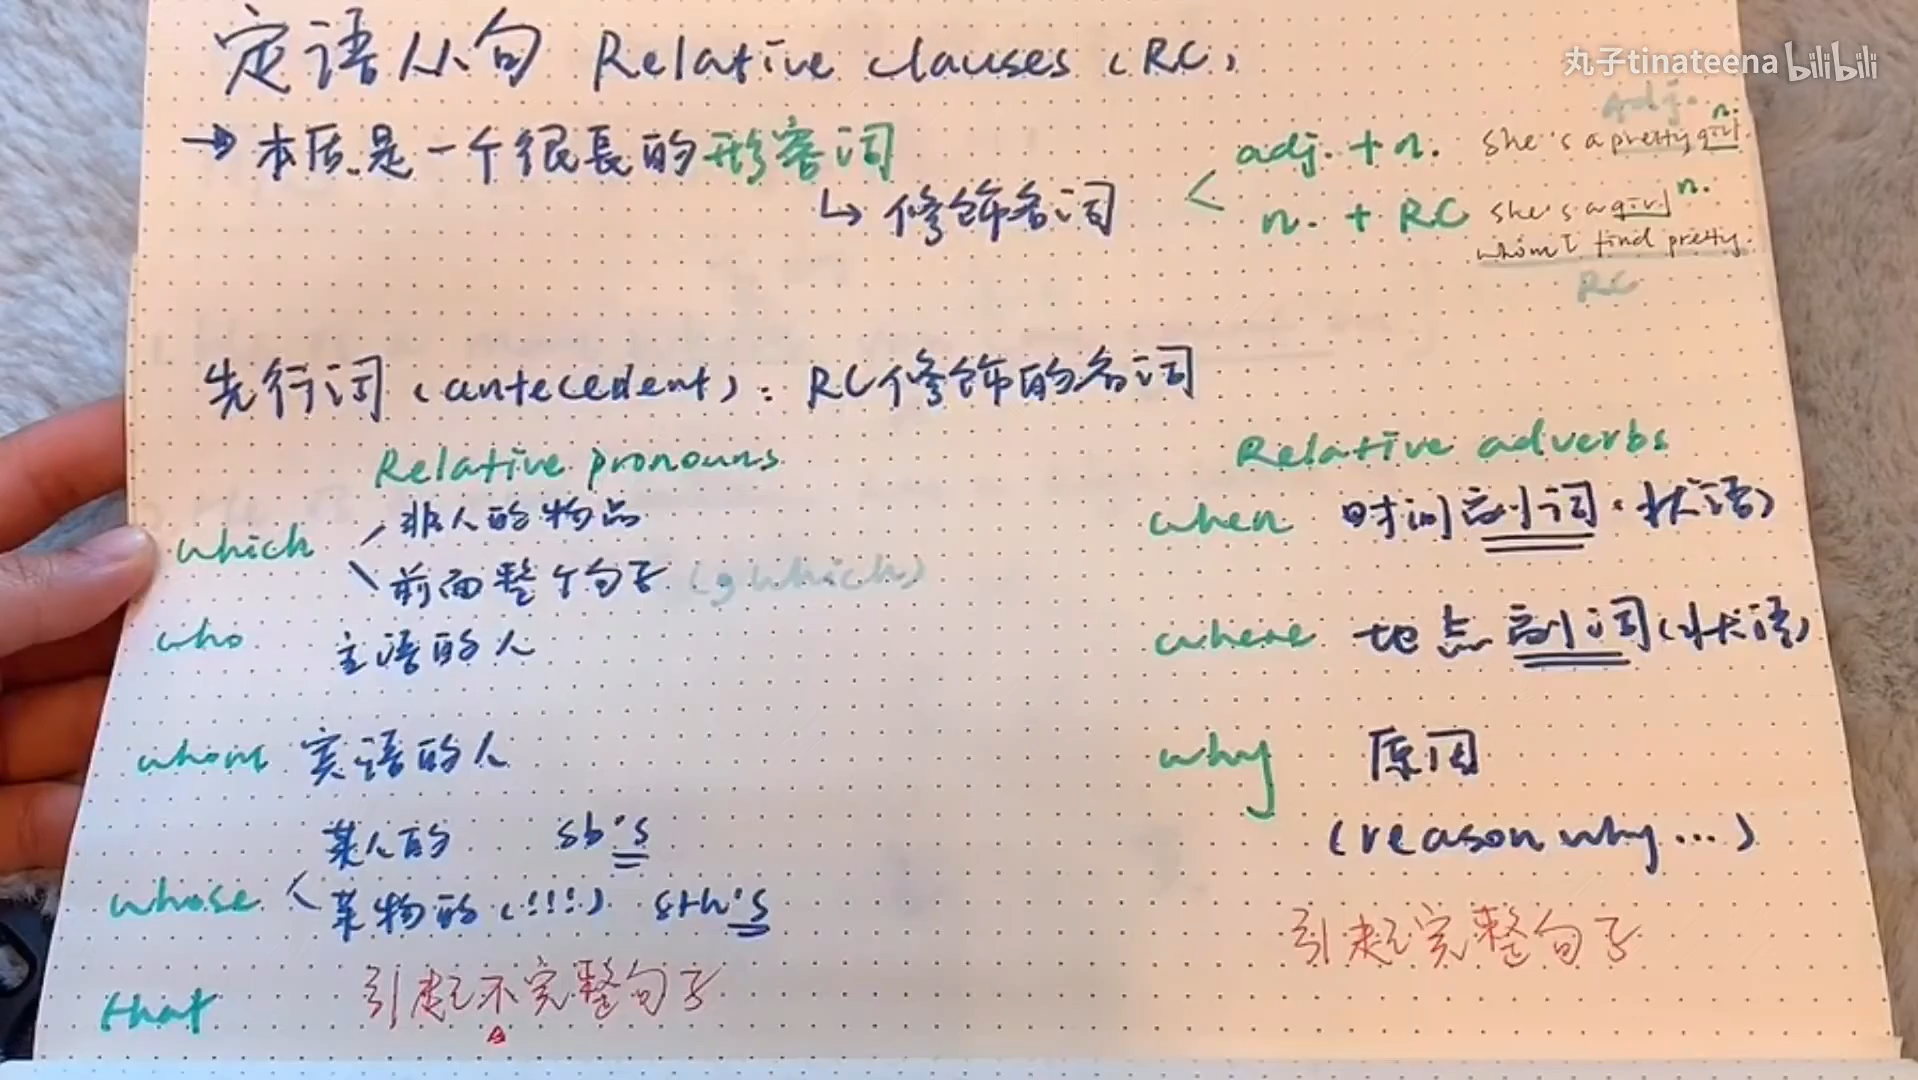 定语从句 Relative clauses (RC)
丸子tinateena bilibili
→ 本质是一个很長的形容词
↳ 修饰名词
adj.
n.
adj. + n. she's a pretty girl
n. + RC she's a girl n.
whom I find pretty.
RC
先行词 (antecedent): RC修饰的名词
Relative pronouns
which 非人的物品
前面整个句子 (, which)
who 主语的人
whom 宾语的人
某人的 sb's
whose 某物的 (!!!) sth's
that 引起不完整句子
Relative adverbs
when 时间副词(状语)
where 地点副词(状语)
why 原因
(reason why...)
引起完整句子